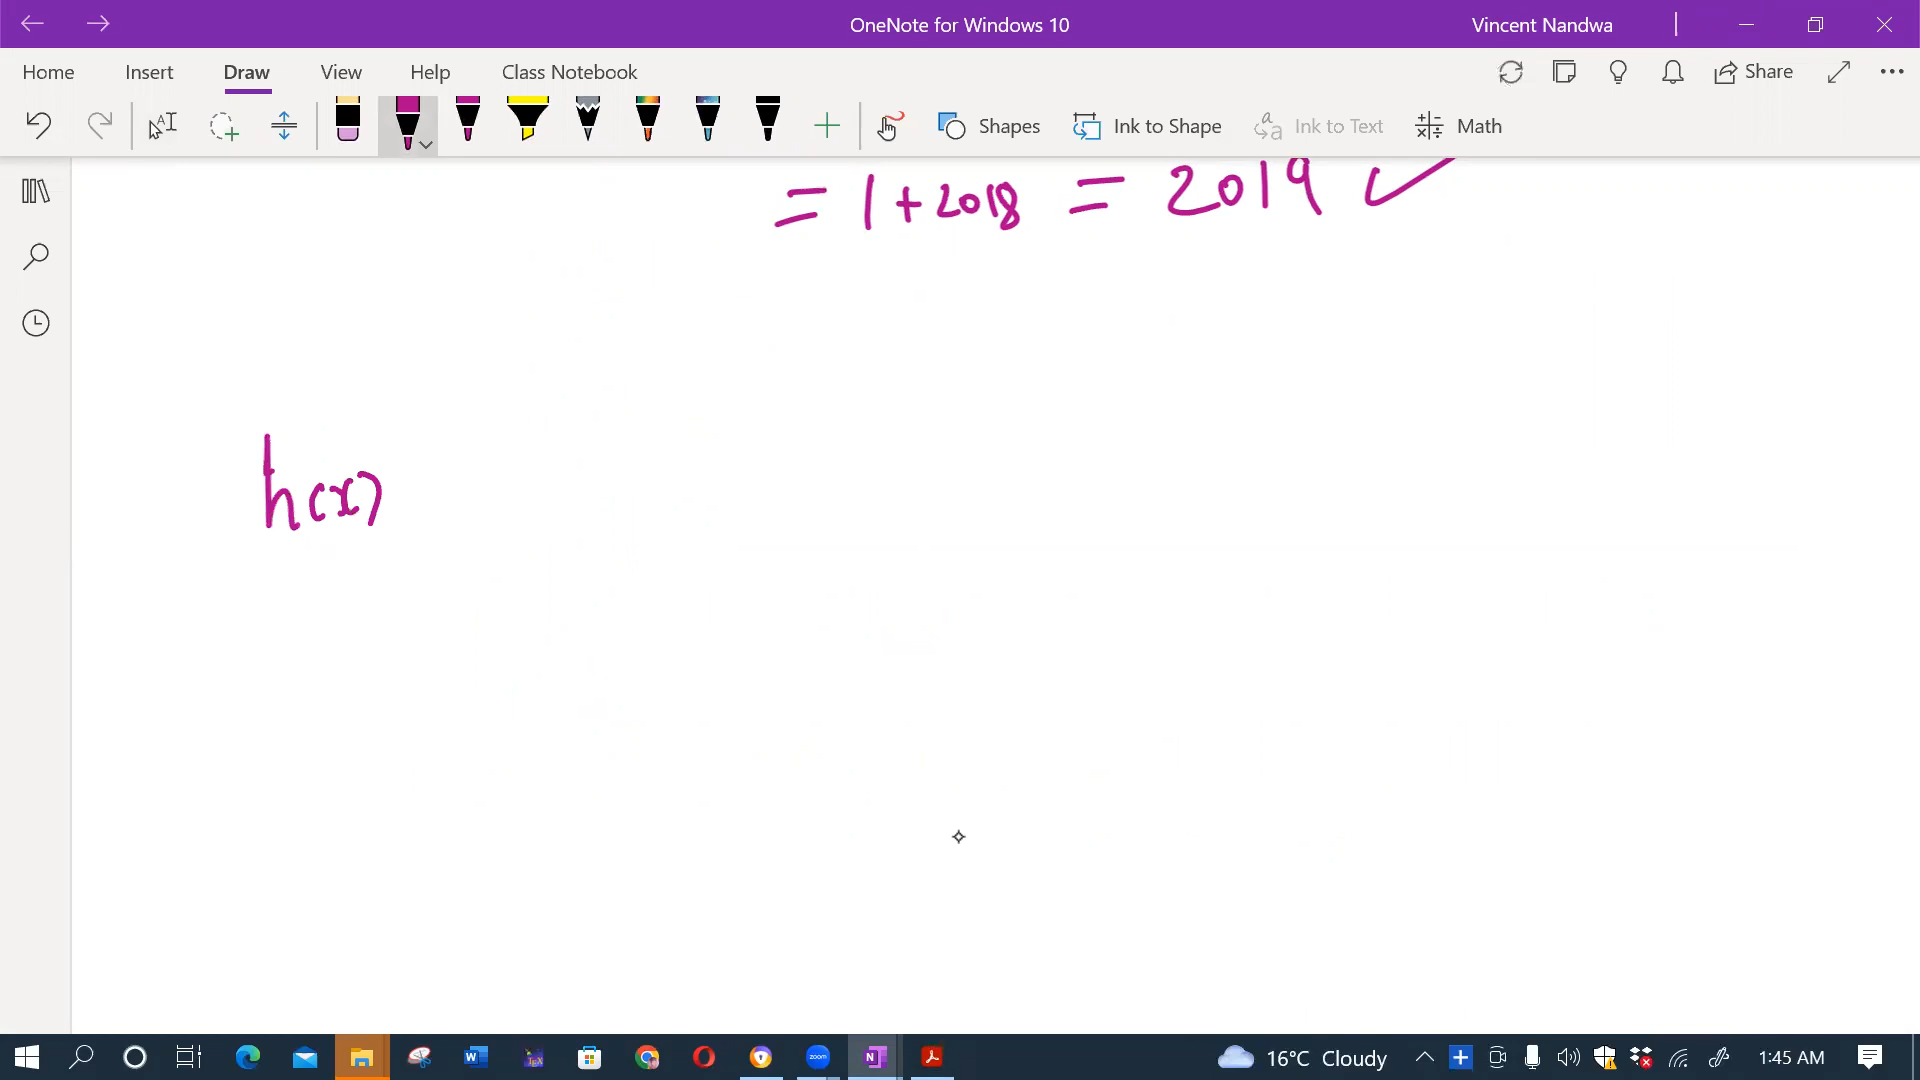 OneNote for Windows 10
Vincent Nandwa
Home Insert Draw View Help Class Notebook Share
Shapes Ink to Shape Ink to Text Math
= 1 + 2018 = 2019 ✓
h(x)
16°C Cloudy 1:45 AM